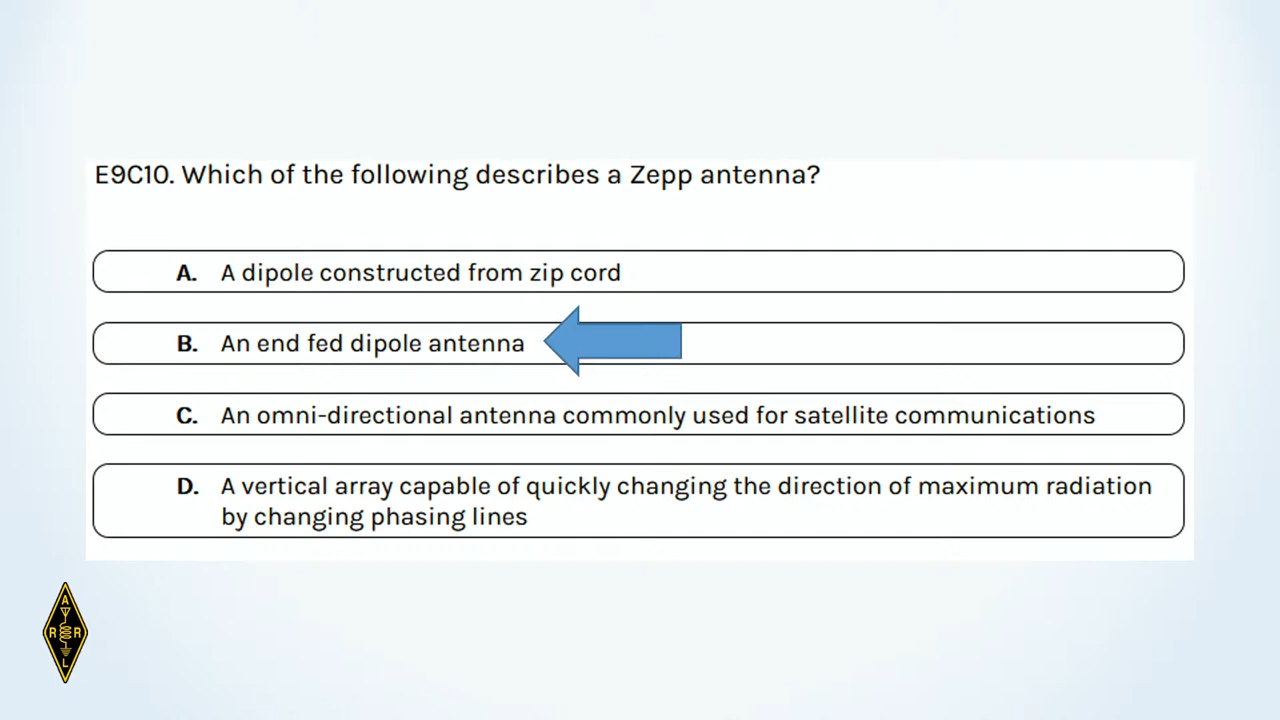 E9C10. Which of the following describes a Zepp antenna?
A. A dipole constructed from zip cord
B. An end fed dipole antenna
C. An omni-directional antenna commonly used for satellite communications
D. A vertical array capable of quickly changing the direction of maximum radiation
by changing phasing lines
A
R R
L